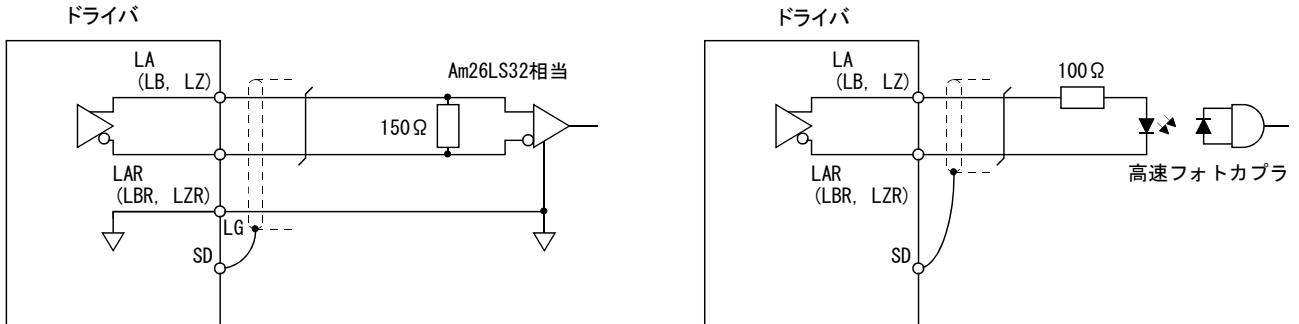 ドライバ
LA
(LB, LZ)
Am26LS32相当
150Ω
LAR
(LBR, LZR)
LG
SD
ドライバ
LA
(LB, LZ)
100Ω
LAR
(LBR, LZR)
高速フォトカプラ
SD